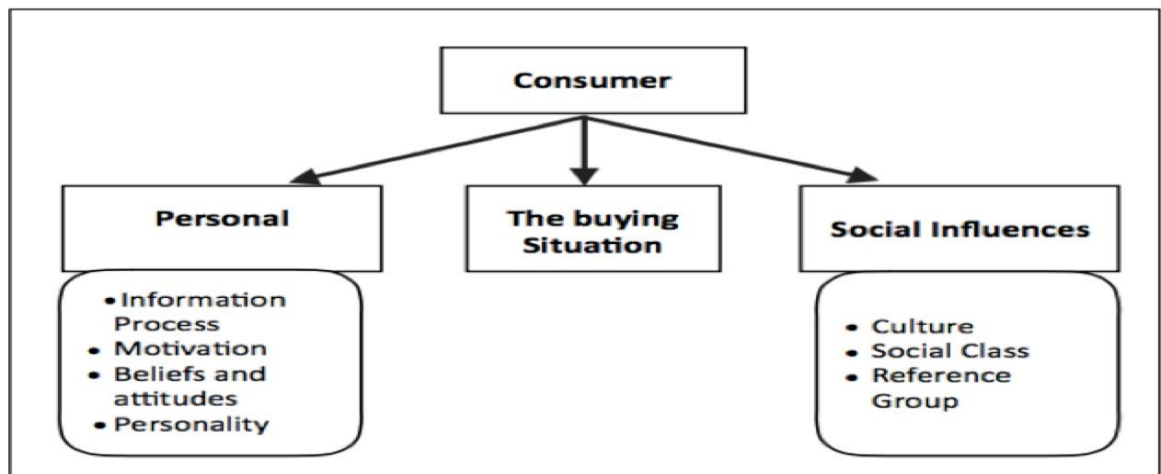 Consumer
Personal
• Information
Process
• Motivation
• Beliefs and
attitudes
• Personality
The buying
Situation
Social Influences
• Culture
• Social Class
• Reference
Group